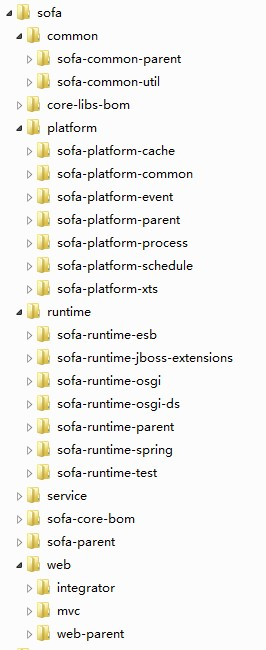 sofa
common
sofa-common-parent
sofa-common-util
core-libs-bom
platform
sofa-platform-cache
sofa-platform-common
sofa-platform-event
sofa-platform-parent
sofa-platform-process
sofa-platform-schedule
sofa-platform-xts
runtime
sofa-runtime-esb
sofa-runtime-jboss-extensions
sofa-runtime-osgi
sofa-runtime-osgi-ds
sofa-runtime-parent
sofa-runtime-spring
sofa-runtime-test
service
sofa-core-bom
sofa-parent
web
integrator
mvc
web-parent